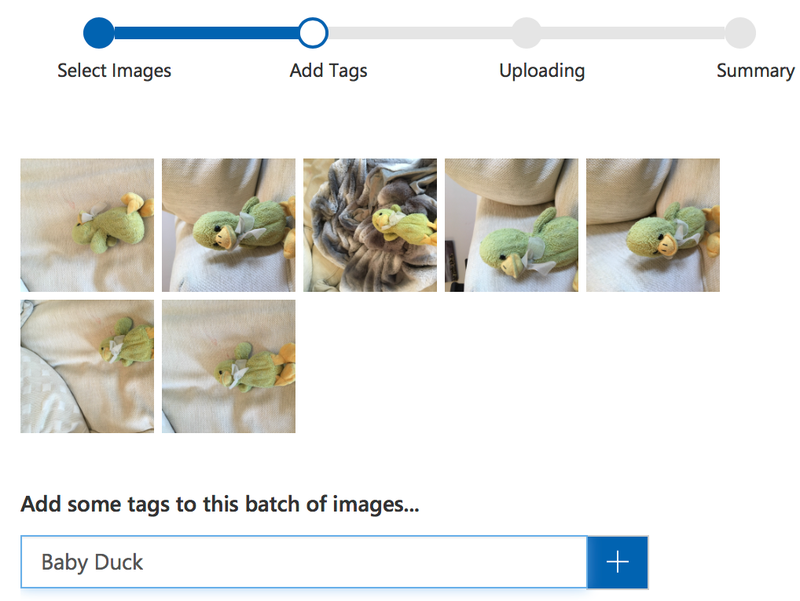 Select Images Add Tags Uploading Summary
Add some tags to this batch of images...
Baby Duck